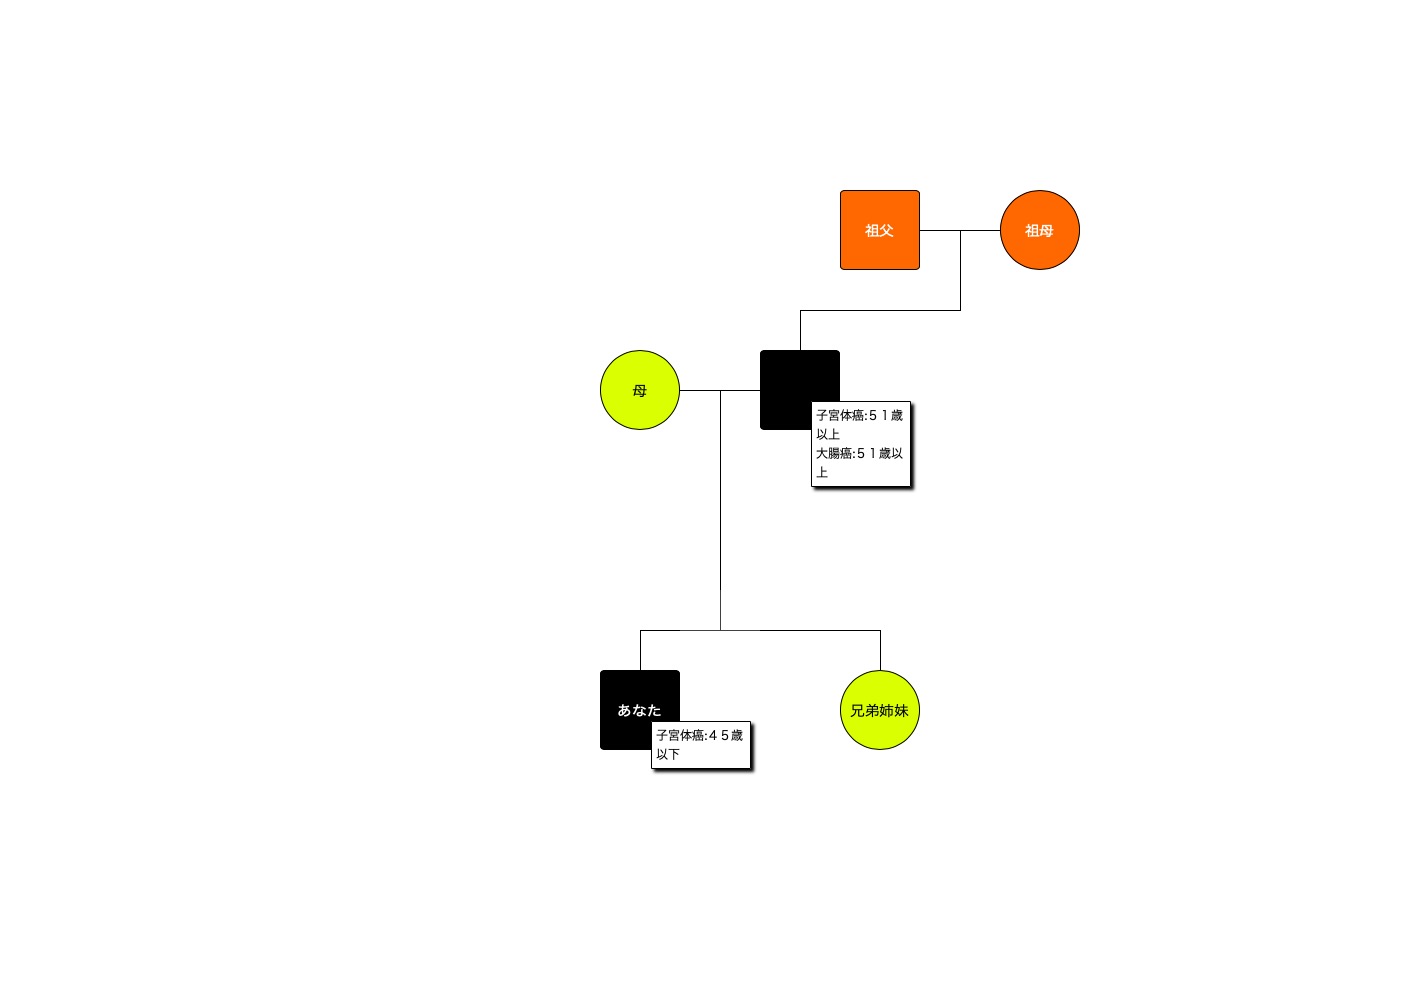 祖父
祖母
母
子宮体癌:５１歳
以上
大腸癌:５１歳以
上
あなた
子宮体癌:４５歳
以下
兄弟姉妹